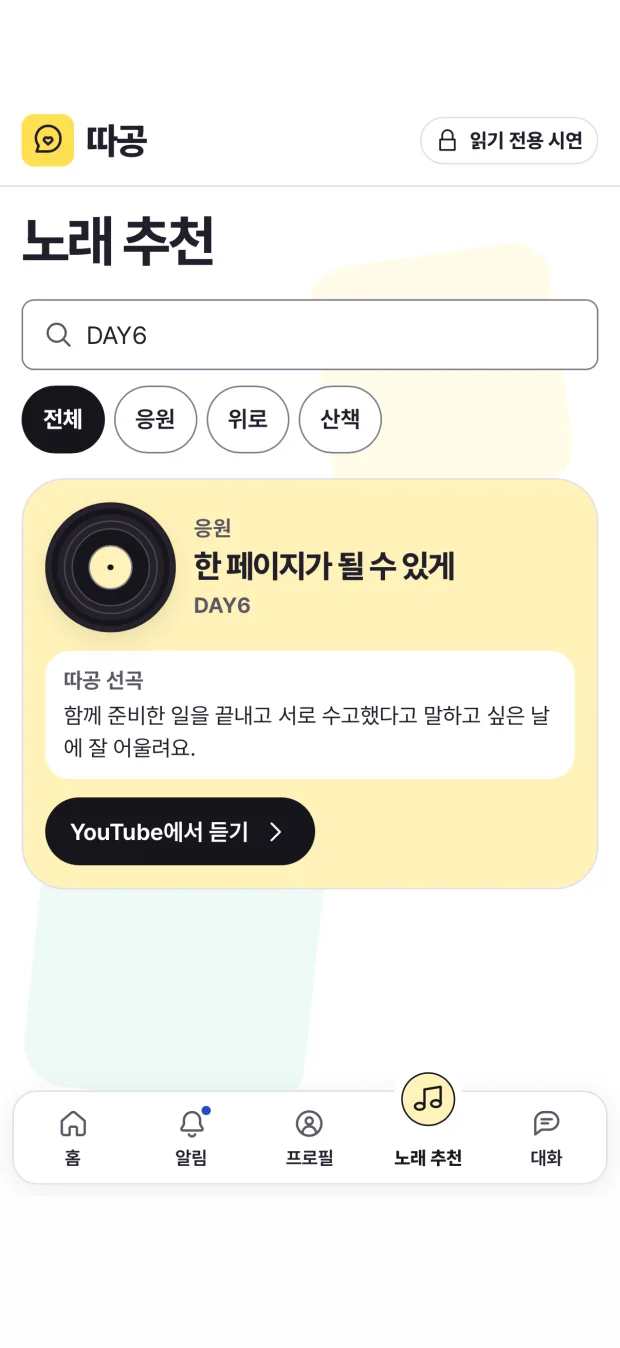 따공
읽기 전용 시연
노래 추천
DAY6
전체
응원
위로
산책
응원
한 페이지가 될 수 있게
DAY6
따공 선곡
함께 준비한 일을 끝내고 서로 수고했다고 말하고 싶은 날
에 잘 어울려요.
YouTube에서 듣기
홈
알림
프로필
노래 추천
대화